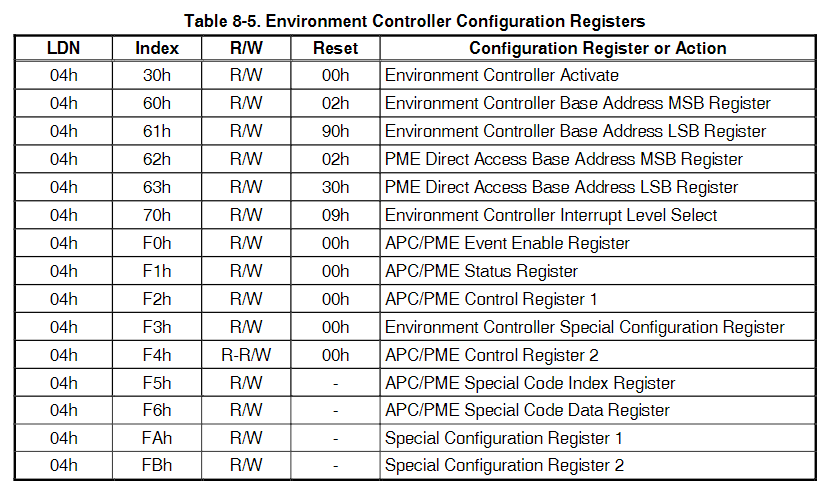 Table 8-5. Environment Controller Configuration Registers
LDN Index R/W Reset Configuration Register or Action
04h 30h R/W 00h Environment Controller Activate
04h 60h R/W 02h Environment Controller Base Address MSB Register
04h 61h R/W 90h Environment Controller Base Address LSB Register
04h 62h R/W 02h PME Direct Access Base Address MSB Register
04h 63h R/W 30h PME Direct Access Base Address LSB Register
04h 70h R/W 09h Environment Controller Interrupt Level Select
04h F0h R/W 00h APC/PME Event Enable Register
04h F1h R/W 00h APC/PME Status Register
04h F2h R/W 00h APC/PME Control Register 1
04h F3h R/W 00h Environment Controller Special Configuration Register
04h F4h R-R/W 00h APC/PME Control Register 2
04h F5h R/W - APC/PME Special Code Index Register
04h F6h R/W - APC/PME Special Code Data Register
04h FAh R/W - Special Configuration Register 1
04h FBh R/W - Special Configuration Register 2